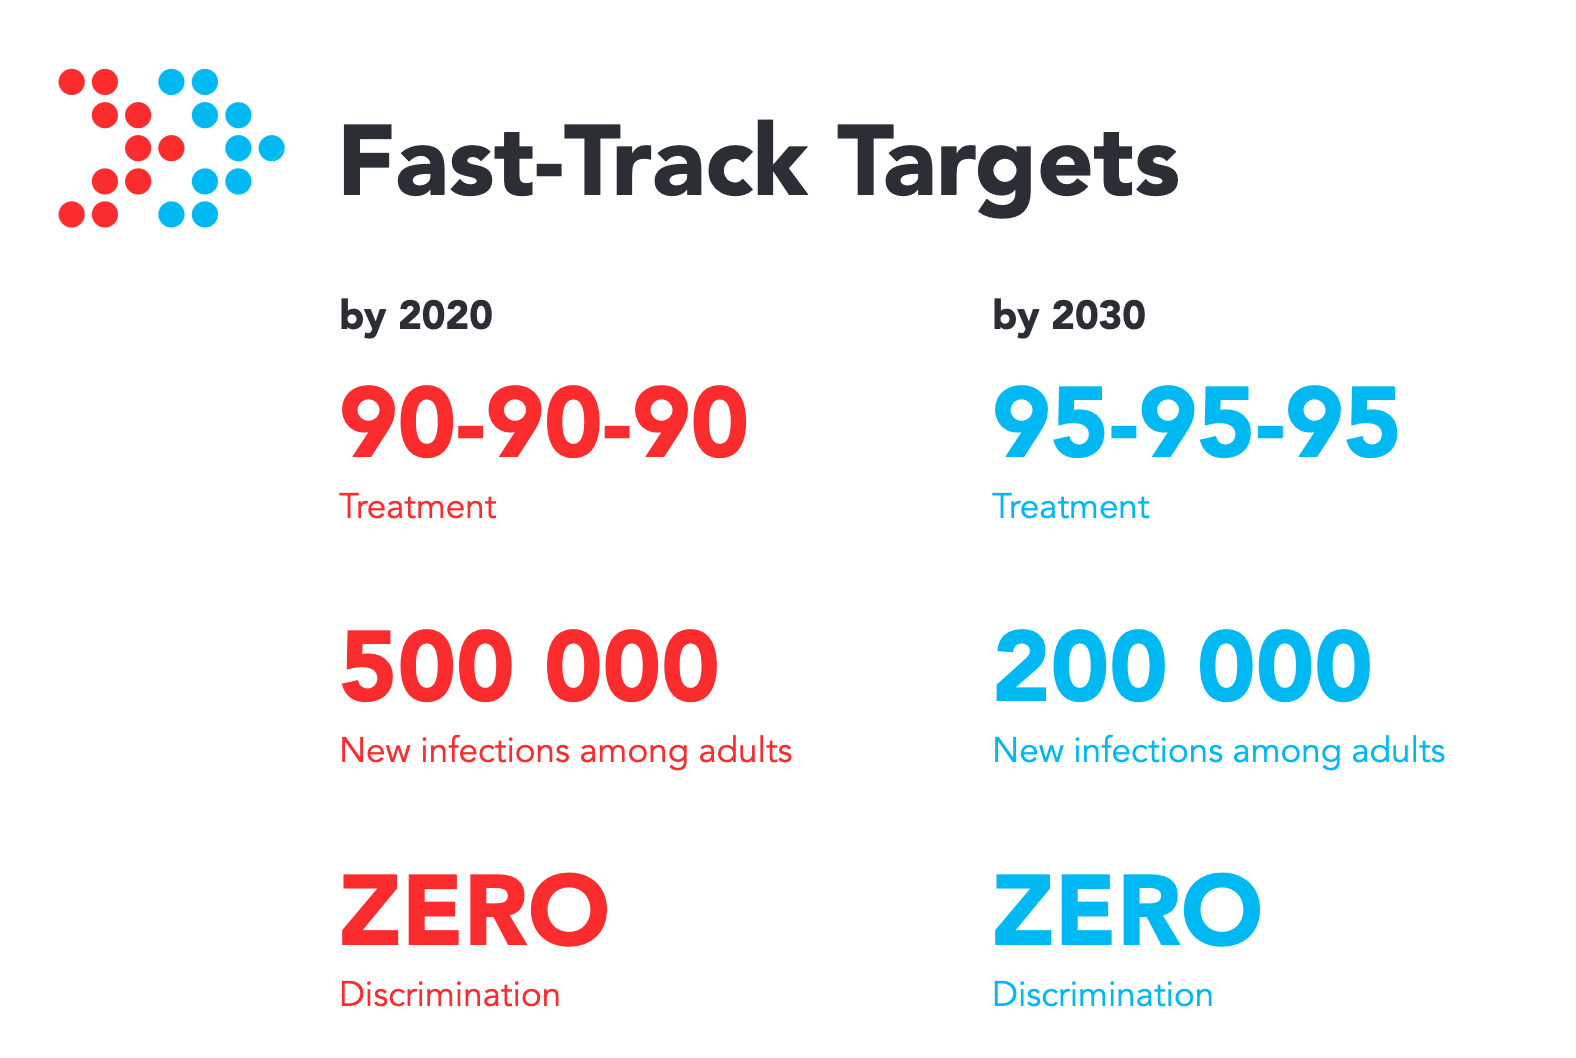 Fast-Track Targets
by 2020
90-90-90
Treatment
500 000
New infections among adults
ZERO
Discrimination
by 2030
95-95-95
Treatment
200 000
New infections among adults
ZERO
Discrimination